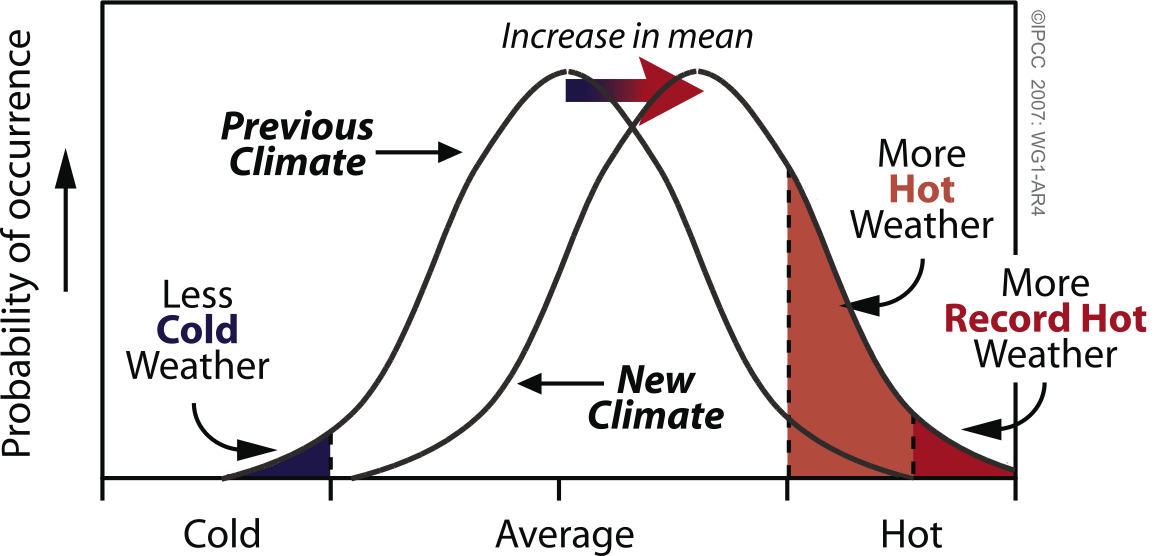 Increase in mean
Previous
Climate
Probability of occurrence
©IPCC 2007: WG1-AR4
More
Hot
Weather
Less
Cold
Weather
More
Record Hot
Weather
New
Climate
Cold
Average
Hot